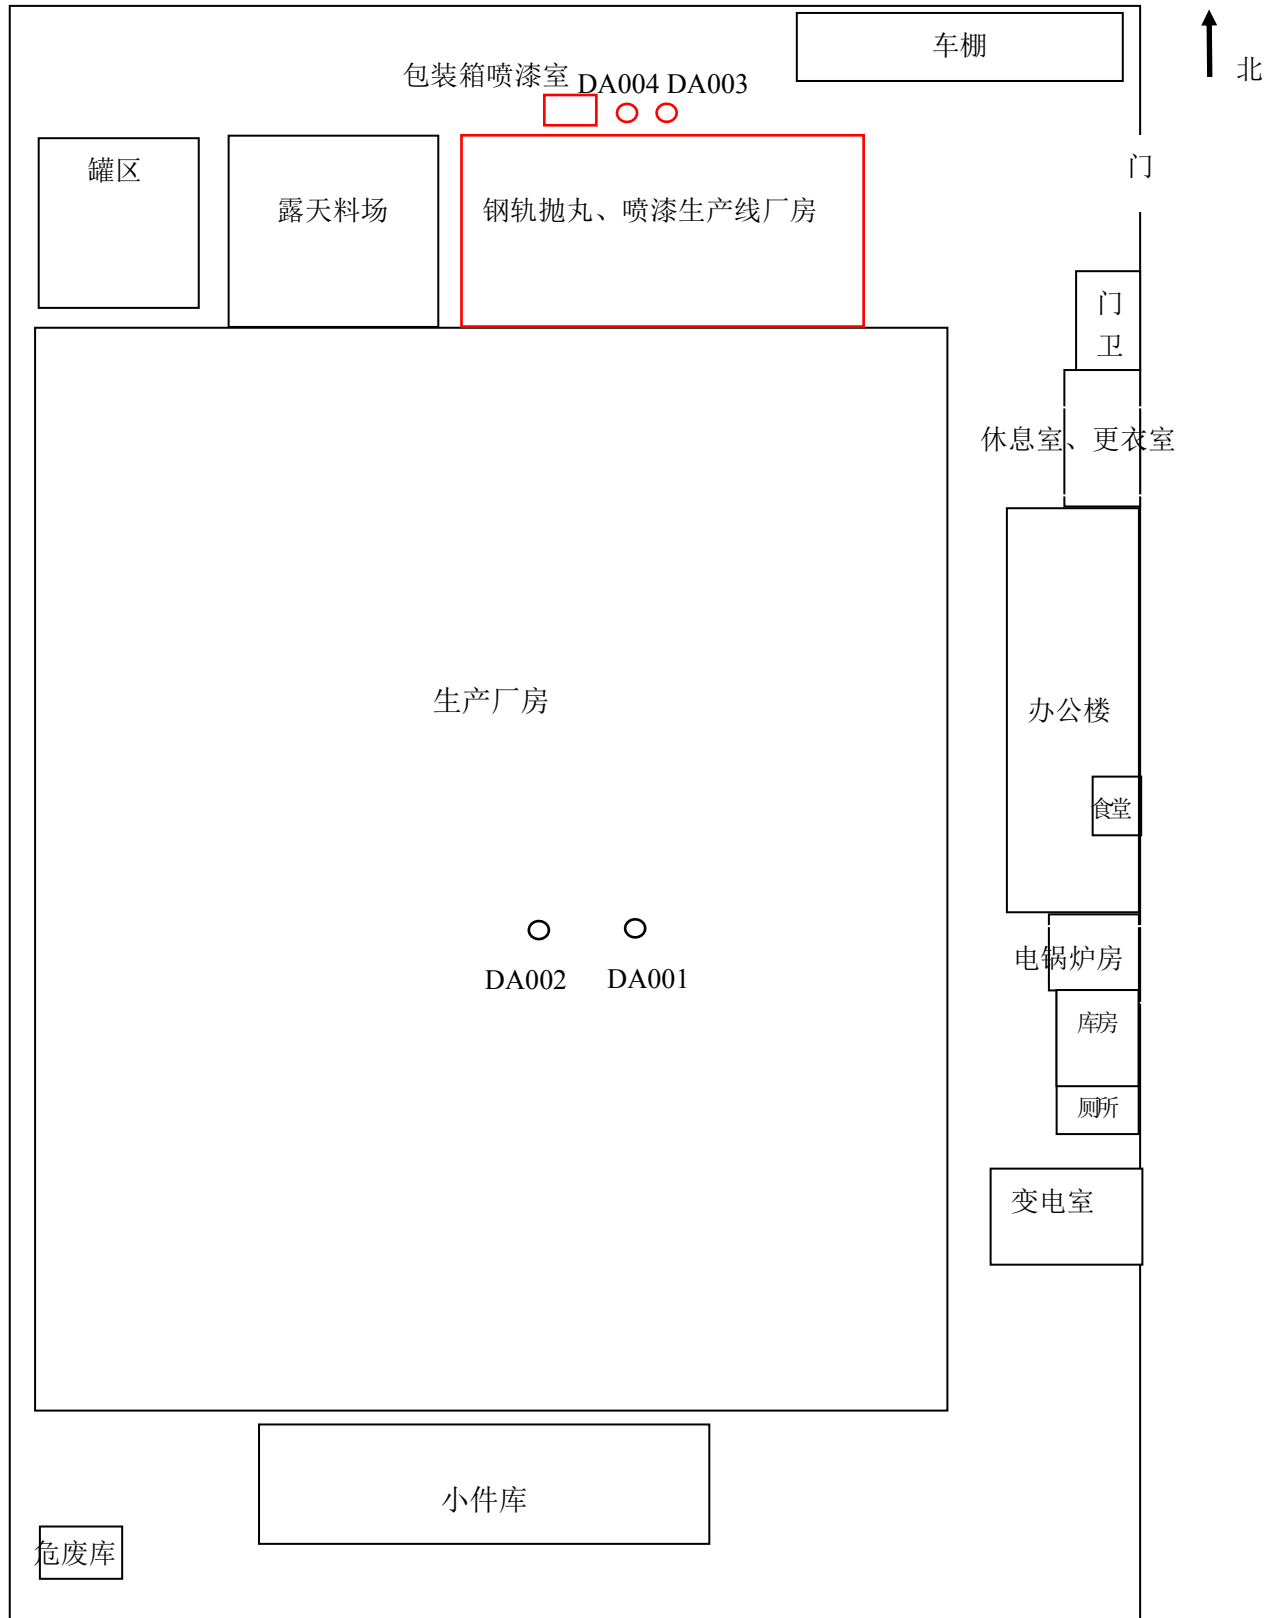 车棚
北
包装箱喷漆室 DA004 DA003
门
罐区
露天料场
钢轨抛丸、喷漆生产线厂房
门
卫
休息室、更衣室
生产厂房
办公楼
食堂
DA002 DA001
电锅炉房
库房
厕所
变电室
小件库
危废库